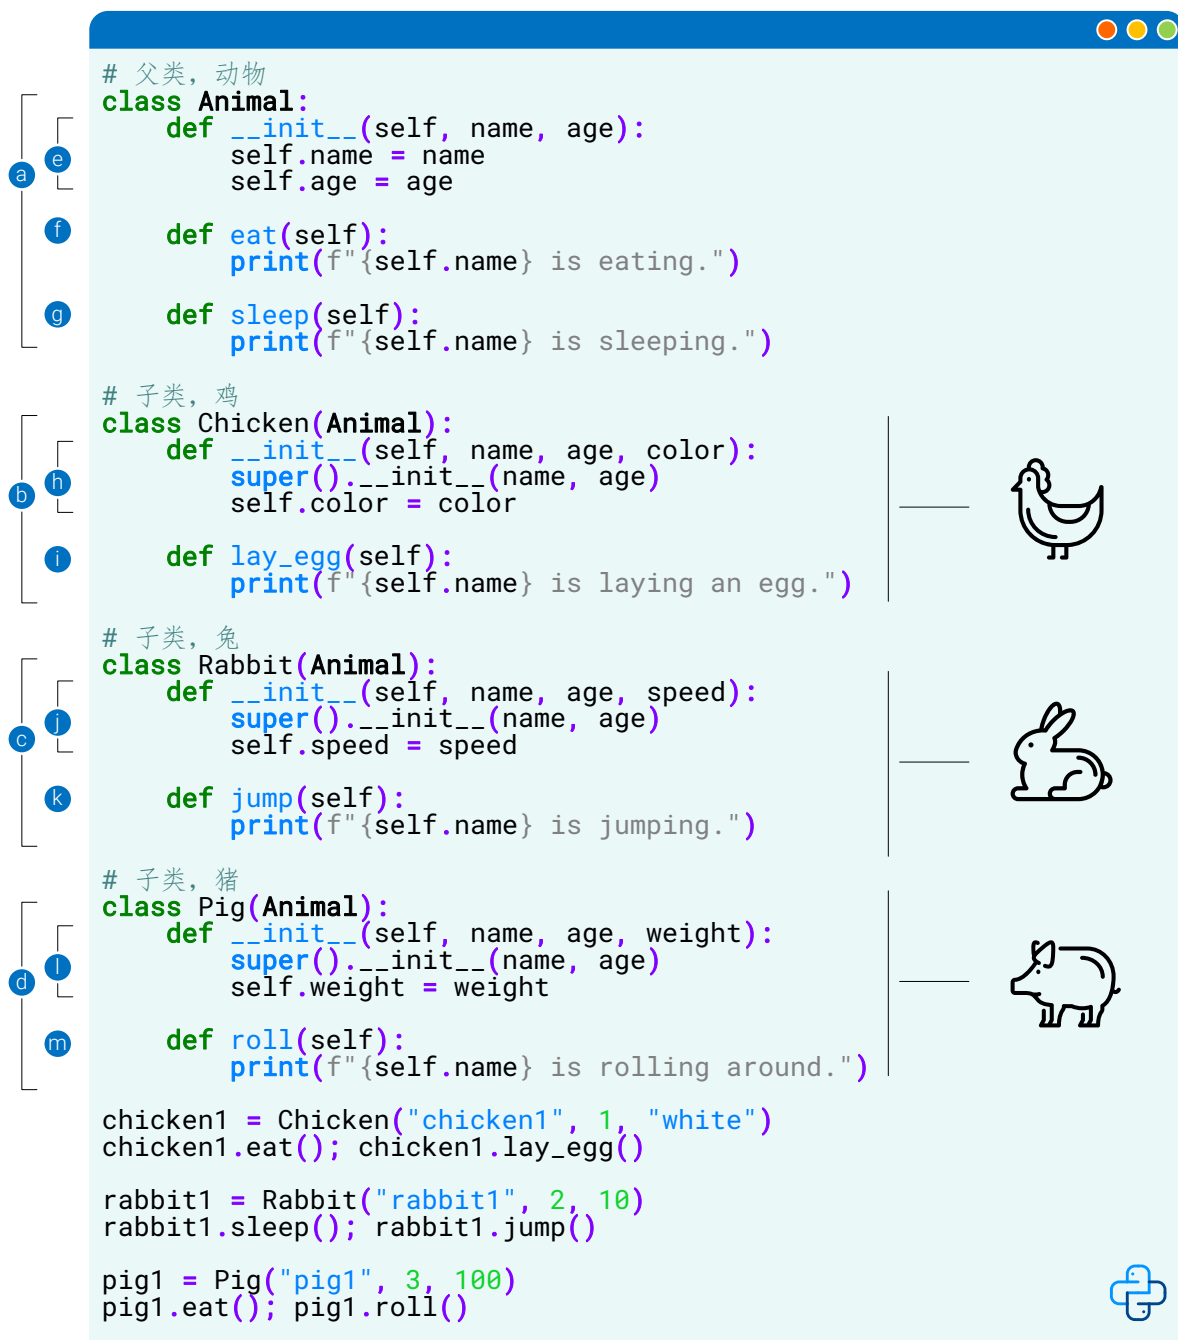 # 父类, 动物
class Animal:
    def __init__(self, name, age):
        self.name = name
        self.age = age
    def eat(self):
        print(f"{self.name} is eating.")
    def sleep(self):
        print(f"{self.name} is sleeping.")
# 子类, 鸡
class Chicken(Animal):
    def __init__(self, name, age, color):
        super().__init__(name, age)
        self.color = color
    def lay_egg(self):
        print(f"{self.name} is laying an egg.")
# 子类, 兔
class Rabbit(Animal):
    def __init__(self, name, age, speed):
        super().__init__(name, age)
        self.speed = speed
    def jump(self):
        print(f"{self.name} is jumping.")
# 子类, 猪
class Pig(Animal):
    def __init__(self, name, age, weight):
        super().__init__(name, age)
        self.weight = weight
    def roll(self):
        print(f"{self.name} is rolling around.")
chicken1 = Chicken("chicken1", 1, "white")
chicken1.eat(); chicken1.lay_egg()
rabbit1 = Rabbit("rabbit1", 2, 10)
rabbit1.sleep(); rabbit1.jump()
pig1 = Pig("pig1", 3, 100)
pig1.eat(); pig1.roll()
a
e
f
g
b
h
i
c
j
k
d
l
m